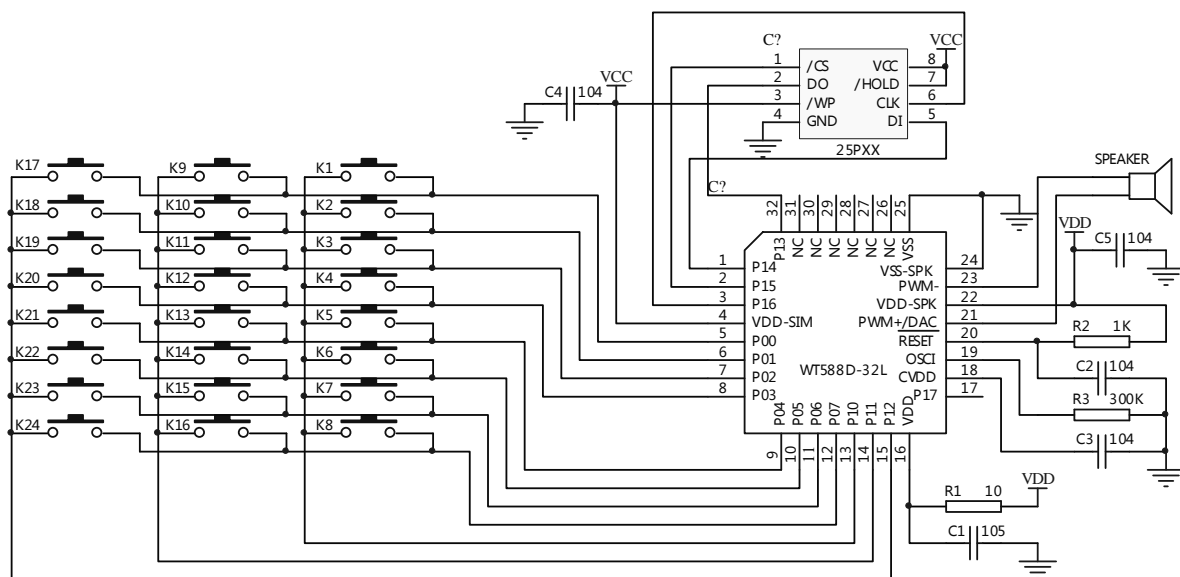 C?
VCC
1 /CS VCC 8
2 DO /HOLD 7
3 /WP CLK 6
4 GND DI 5
25PXX
VCC
C4 104
K17 K9 K1
K18 K10 K2
K19 K11 K3
K20 K12 K4
K21 K13 K5
K22 K14 K6
K23 K15 K7
K24 K16 K8
SPEAKER
C?
32 31 30 29 28 27 26 25
P13 NC NC NC NC NC NC VSS
VDD
C5 104
1 P14 VSS-SPK 24
2 P15 PWM- 23
3 P16 VDD-SPK 22
4 VDD-SIM PWM+/DAC 21
5 P00 RESET 20
6 P01 OSCI 19
7 P02 CVDD 18
8 P03 P17 17
WT588D-32L
P04 P05 P06 P07 P10 P11 P12 VDD
9 10 11 12 13 14 15 16
R2 1K
C2 104
R3 300K
C3 104
R1 10
VDD
C1 105